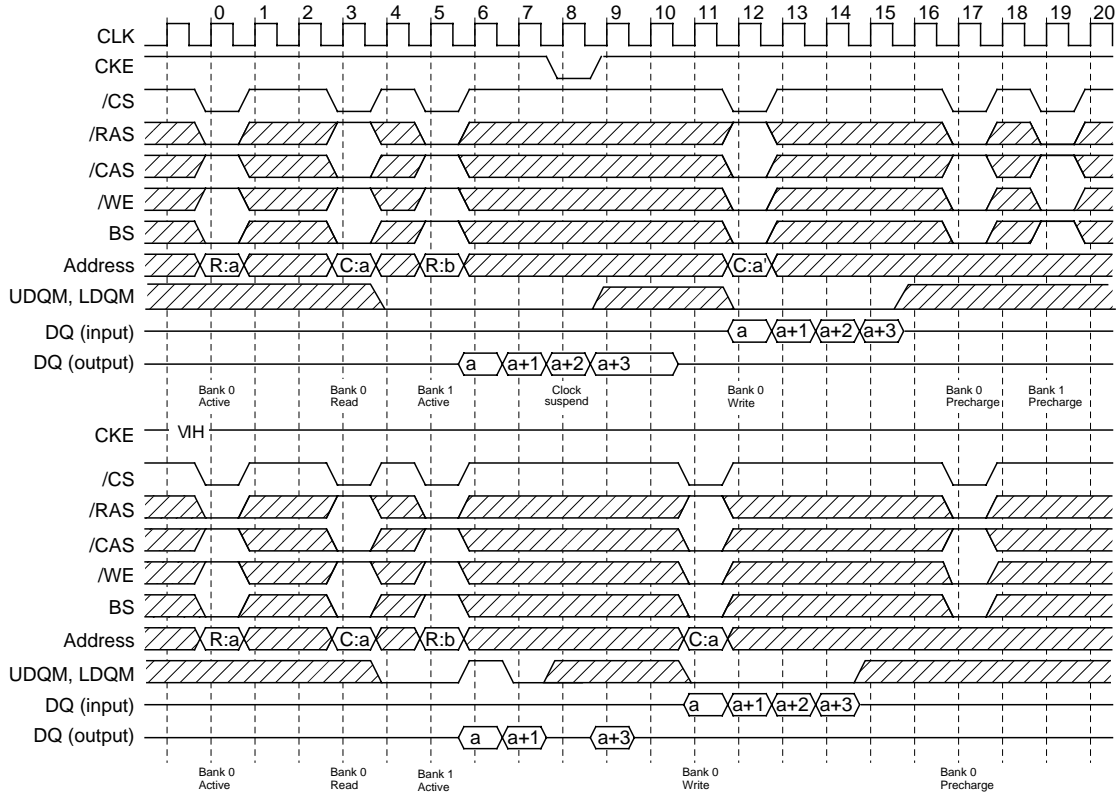 0 1 2 3 4 5 6 7 8 9 10 11 12 13 14 15 16 17 18 19 20
CLK
CKE
/CS
/RAS
/CAS
/WE
BS
Address R:a C:a R:b C:a'
UDQM, LDQM
DQ (input) a a+1 a+2 a+3
DQ (output) a a+1 a+2 a+3
Bank 0 Bank 0 Bank 1 Clock Bank 0 Bank 0 Bank 1
Active Read Active suspend Write Precharge Precharge
CKE VIH
/CS
/RAS
/CAS
/WE
BS
Address R:a C:a R:b C:a
UDQM, LDQM
DQ (input) a a+1 a+2 a+3
DQ (output) a a+1 a+3
Bank 0 Bank 0 Bank 1 Bank 0 Bank 0
Active Read Active Write Precharge